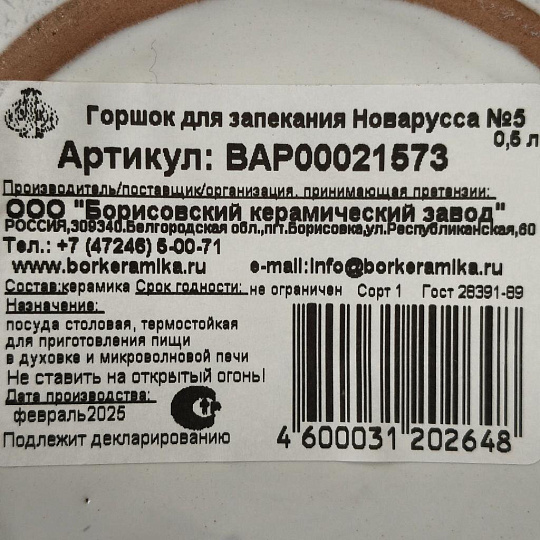 Горшок для запекания Новарусса №5
0,5 л
Артикул: ВАР00021573
Производитель/поставщик/организация, принимающая претензии:
ООО "Борисовский керамический завод"
РОССИЯ,309340.Белгородская обл.,пгт.Борисовка,ул.Республиканская,60
Тел.: +7 (47246) 5-00-71
www.borkeramika.ru e-mail:info@borkeramika.ru
Состав:керамика Срок годности: не ограничен Сорт 1 Гост 28391-89
Назначение:
посуда столовая, термостойкая
для приготовления пищи
в духовке и микроволновой печи
Не ставить на открытый огонь!
Дата производства:
февраль2025
Подлежит декларированию
4 600031 202648